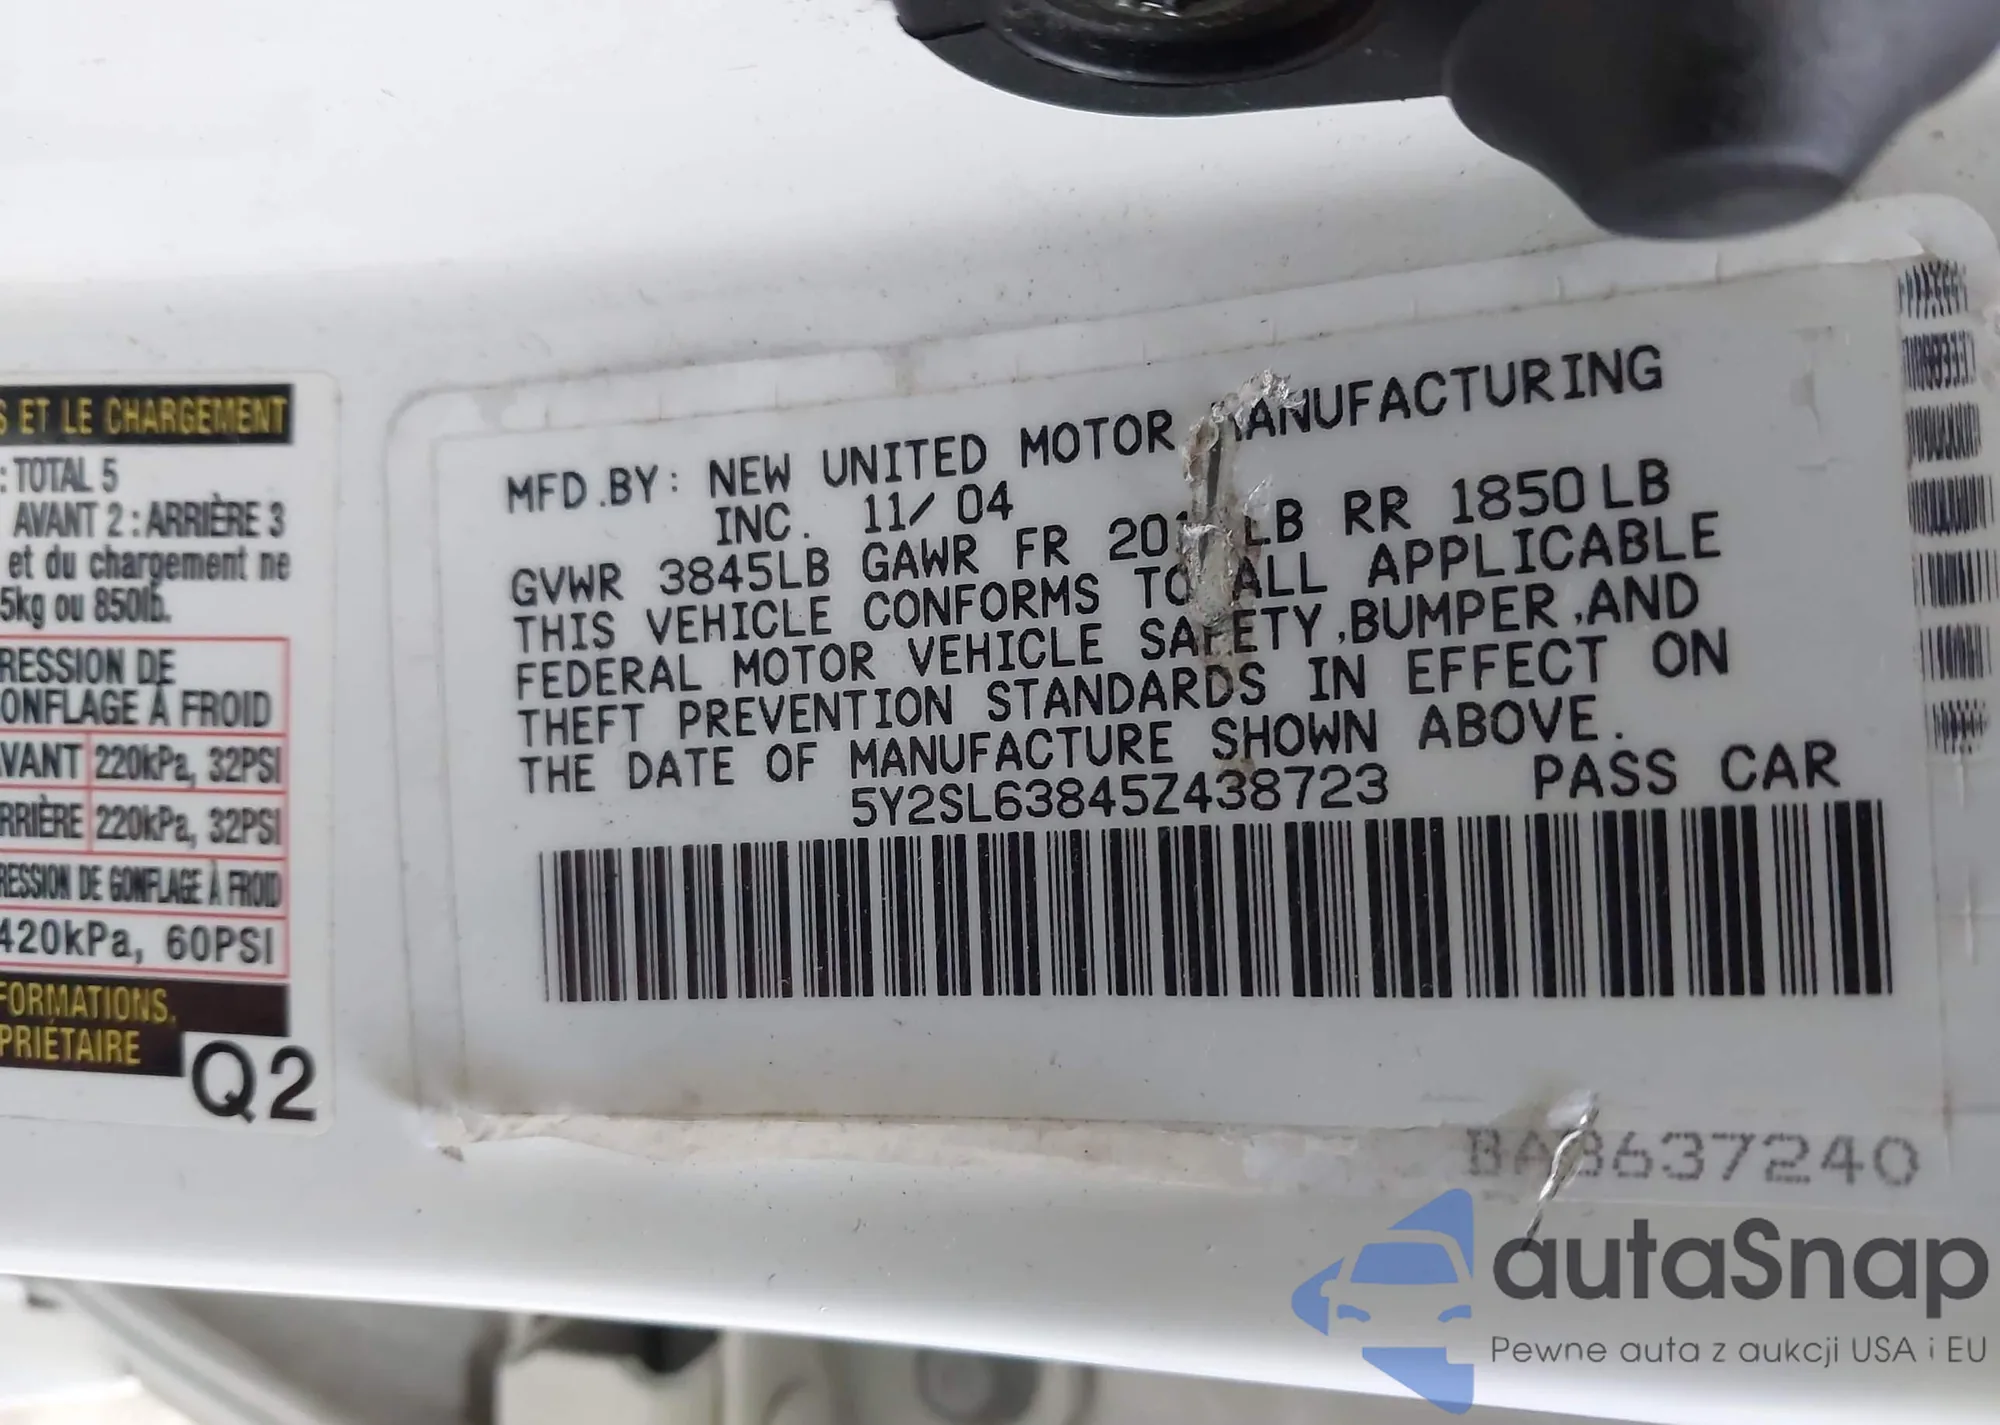 S ET LE CHARGEMENT
: TOTAL 5
AVANT 2 : ARRIÈRE 3
et du chargement ne
5kg ou 850lb.
RESSION DE
ONFLAGE À FROID
VANT 220kPa, 32PSI
RRIÈRE 220kPa, 32PSI
RESSION DE GONFLAGE À FROID
420kPa, 60PSI
FORMATIONS,
PRIÉTAIRE
Q2
MFD.BY: NEW UNITED MOTOR MANUFACTURING
INC. 11/04
GVWR 3845LB GAWR FR LB RR 1850LB
THIS VEHICLE CONFORMS TO ALL APPLICABLE
FEDERAL MOTOR VEHICLE SAFETY,BUMPER,AND
THEFT PREVENTION STANDARDS IN EFFECT ON
THE DATE OF MANUFACTURE SHOWN ABOVE.
5Y2SL63845Z438723 PASS CAR
BA8637240
autaSnap
Pewne auta z aukcji USA i EU